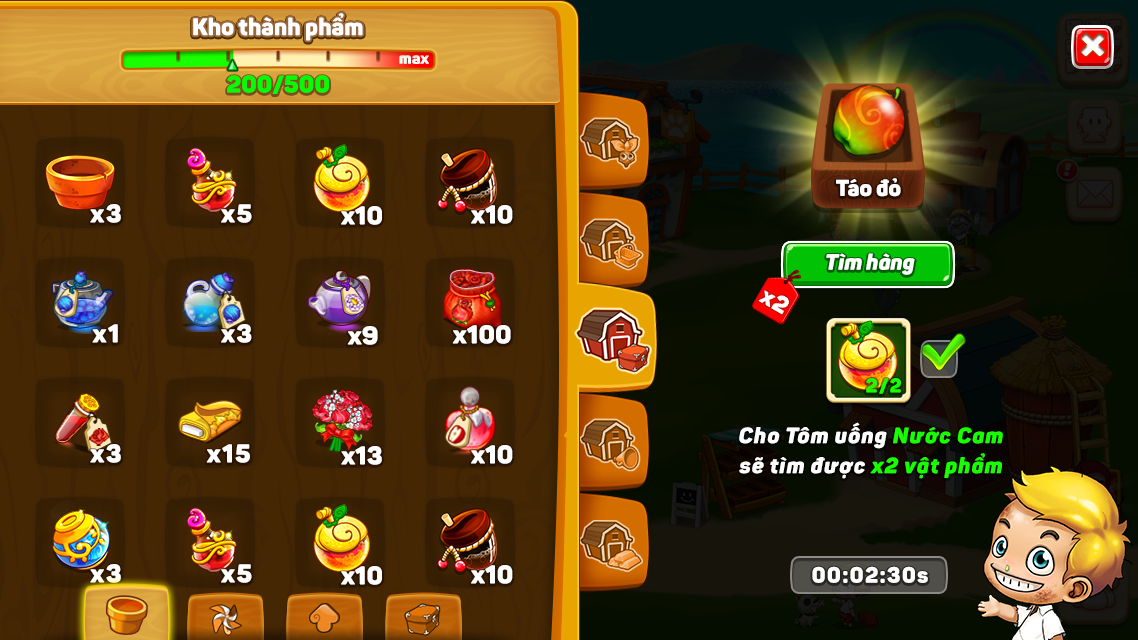 Kho thành phẩm
max
200/500
x3
x5
x10
x10
x1
x3
x9
x100
x3
x15
x13
x10
x3
x5
x10
x10
Táo đỏ
Tìm hàng
x2
2/2
Cho Tôm uống Nước Cam
sẽ tìm được x2 vật phẩm
00:02:30s